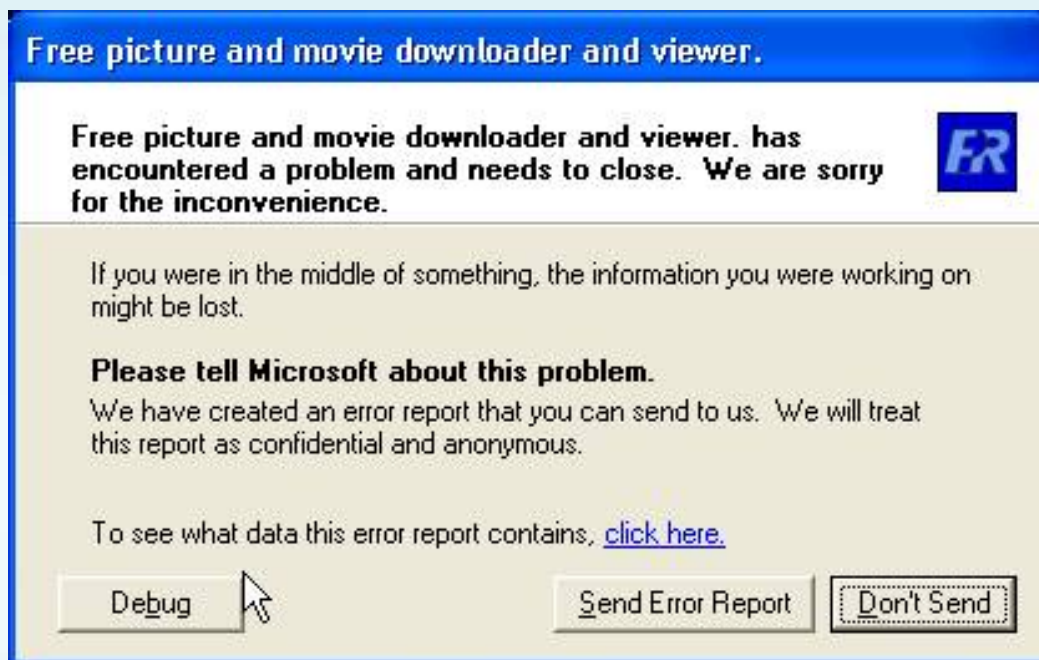 Free picture and movie downloader and viewer.
Free picture and movie downloader and viewer. has
encountered a problem and needs to close. We are sorry
for the inconvenience.
FR
If you were in the middle of something, the information you were working on
might be lost.
Please tell Microsoft about this problem.
We have created an error report that you can send to us. We will treat
this report as confidential and anonymous.
To see what data this error report contains, click here.
Debug
Send Error Report
Don't Send